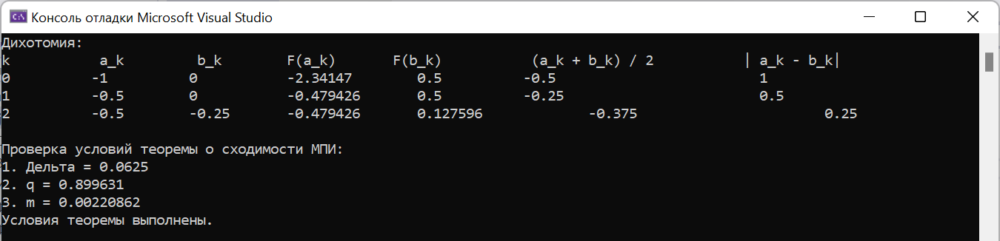 Консоль отладки Microsoft Visual Studio
Дихотомия:
k a_k b_k F(a_k) F(b_k) (a_k + b_k) / 2 | a_k - b_k|
0 -1 0 -2.34147 0.5 -0.5 1
1 -0.5 0 -0.479426 0.5 -0.25 0.5
2 -0.5 -0.25 -0.479426 0.127596 -0.375 0.25
Проверка условий теоремы о сходимости МПИ:
1. Дельта = 0.0625
2. q = 0.899631
3. m = 0.00220862
Условия теоремы выполнены.